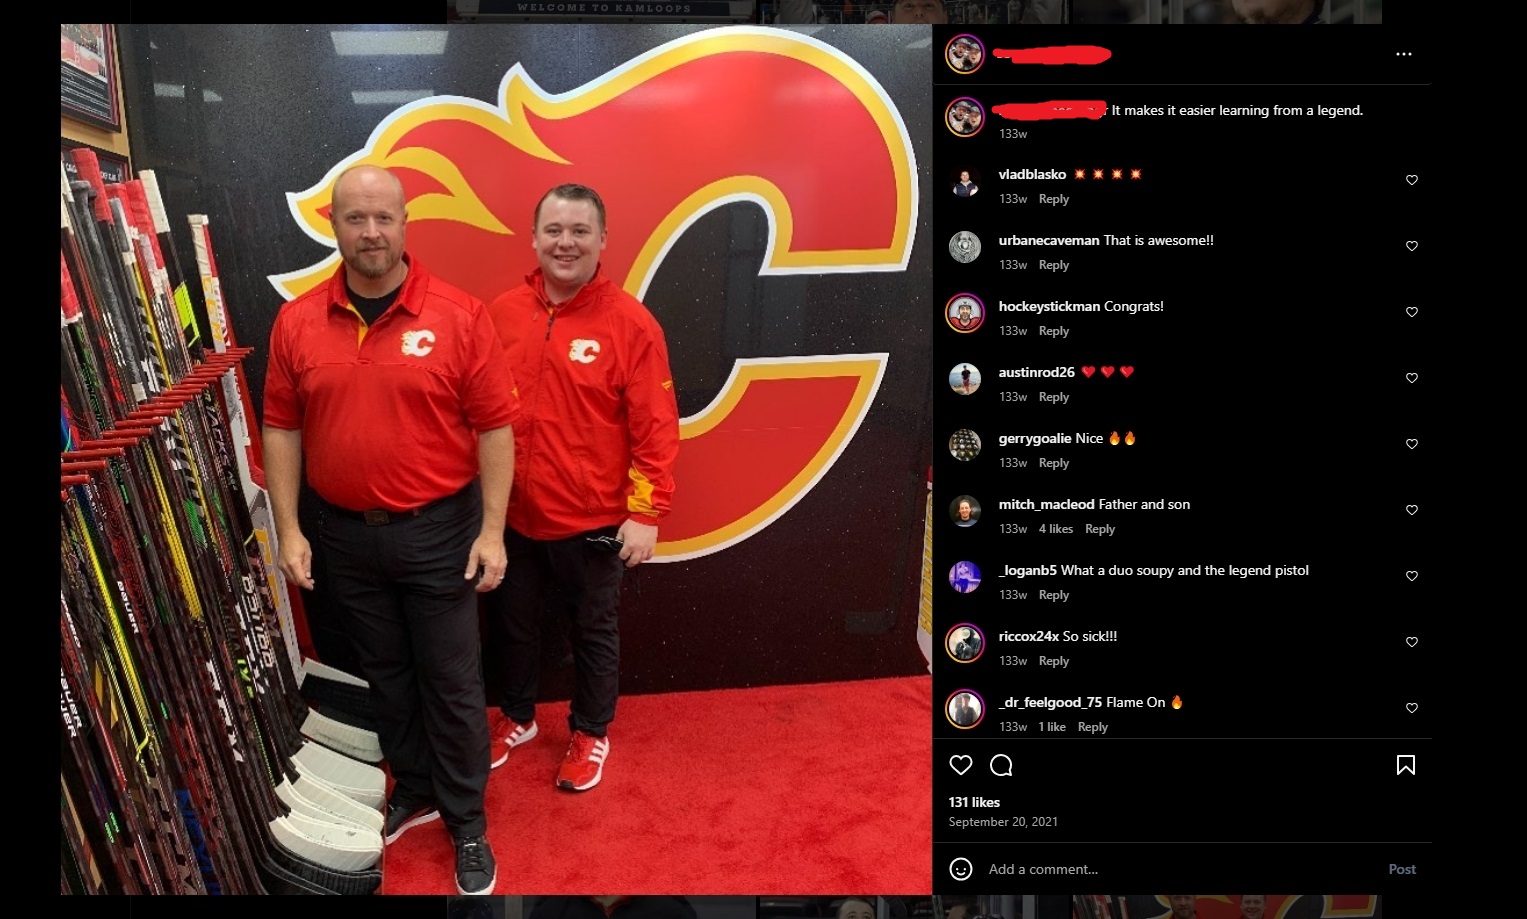 WELCOME TO KAMLOOPS
It makes it easier learning from a legend.
133w
vladblasko 💥 💥 💥 💥
133w Reply
urbanecaveman That is awesome!!
133w Reply
hockeystickman Congrats!
133w Reply
austinrod26 ❤️ ❤️ ❤️
133w Reply
gerrygoalie Nice 🔥🔥
133w Reply
mitch_macleod Father and son
133w 4 likes Reply
_loganb5 What a duo soupy and the legend pistol
133w Reply
riccox24x So sick!!!
133w Reply
_dr_feelgood_75 Flame On 🔥
133w 1 like Reply
131 likes
September 20, 2021
Add a comment... Post
C
C
C
BAUER
BAUER
BAUER